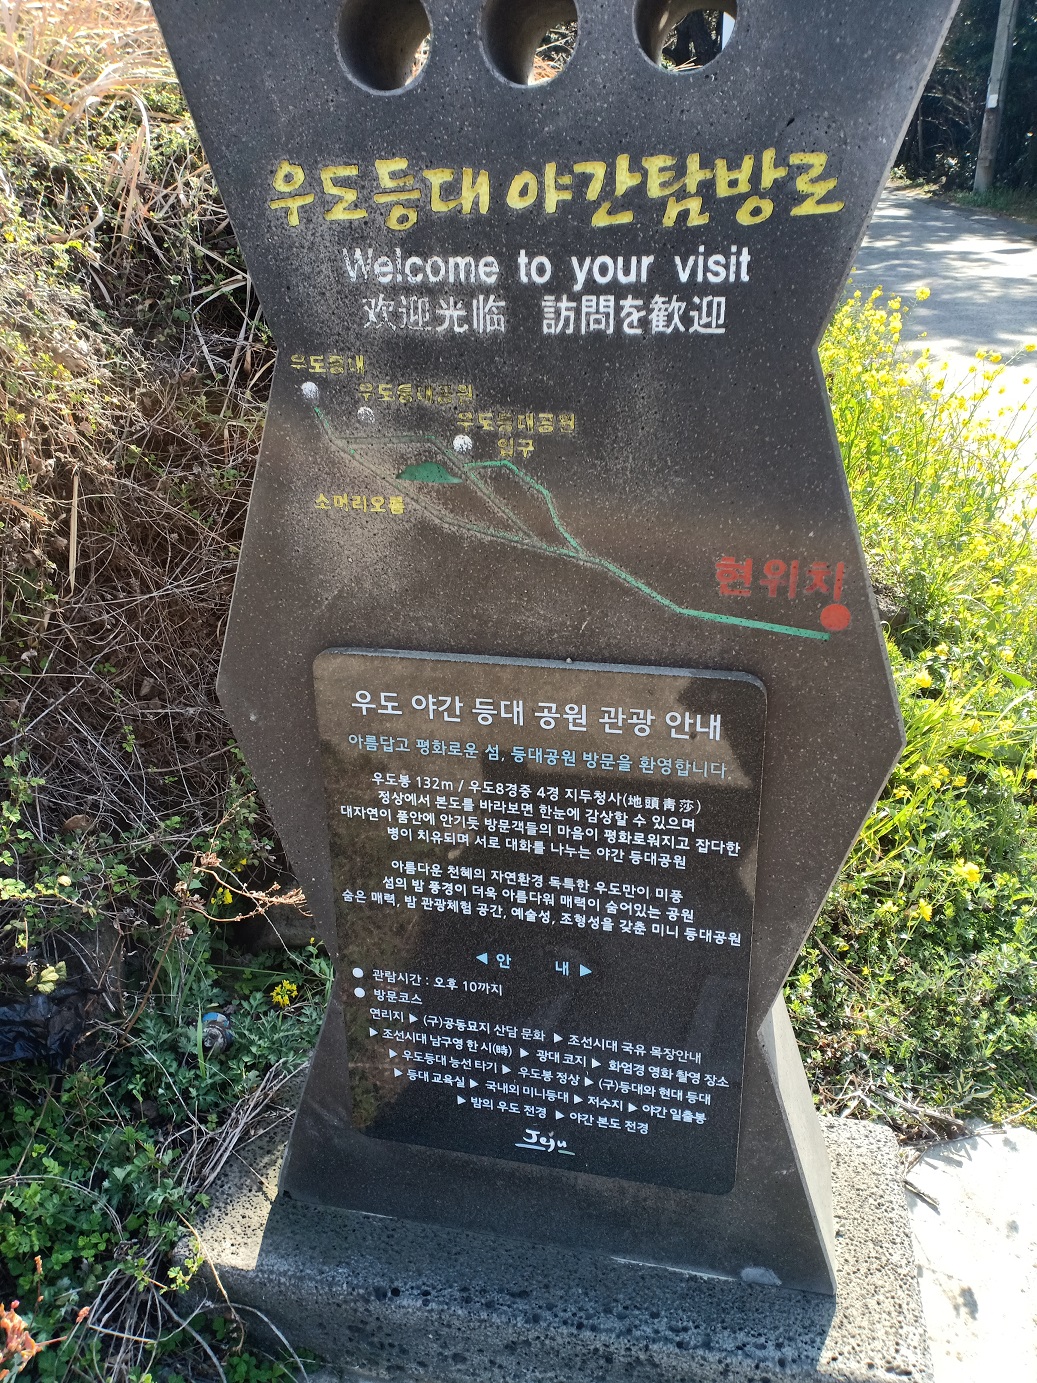 우도등대 야간탐방로
Welcome to your visit
欢迎光临 訪問を歓迎
우도등대
우도등대공원
우도등대공원
입구
소머리오름
현위치
우도 야간 등대 공원 관광 안내
아름답고 평화로운 섬, 등대공원 방문을 환영합니다.
우도봉 132m / 우도8경중 4경 지두청사(地頭靑莎)
정상에서 본도를 바라보면 한눈에 감상할 수 있으며
대자연이 품안에 안기듯 방문객들의 마음이 평화로워지고 잡다한
병이 치유되며 서로 대화를 나누는 야간 등대공원
아름다운 천혜의 자연환경 독특한 우도만이 미풍
섬의 밤 풍경이 더욱 아름다워 매력이 숨어있는 공원
숨은 매력, 밤 관광체험 공간, 예술성, 조형성을 갖춘 미니 등대공원
◀ 안 내 ▶
● 관람시간 : 오후 10까지
● 방문코스
연리지 ▶ (구)공동묘지 산담 문화 ▶ 조선시대 국유 목장안내
▶ 조선시대 남구영 한 시(時) ▶ 광대 코지 ▶ 화엄경 영화 촬영 장소
▶ 우도등대 능선 타기 ▶ 우도봉 정상 ▶ (구)등대와 현대 등대
▶ 등대 교육실 ▶ 국내외 미니등대 ▶ 저수지 ▶ 야간 일출봉
▶ 밤의 우도 전경 ▶ 야간 본도 전경
Jeju